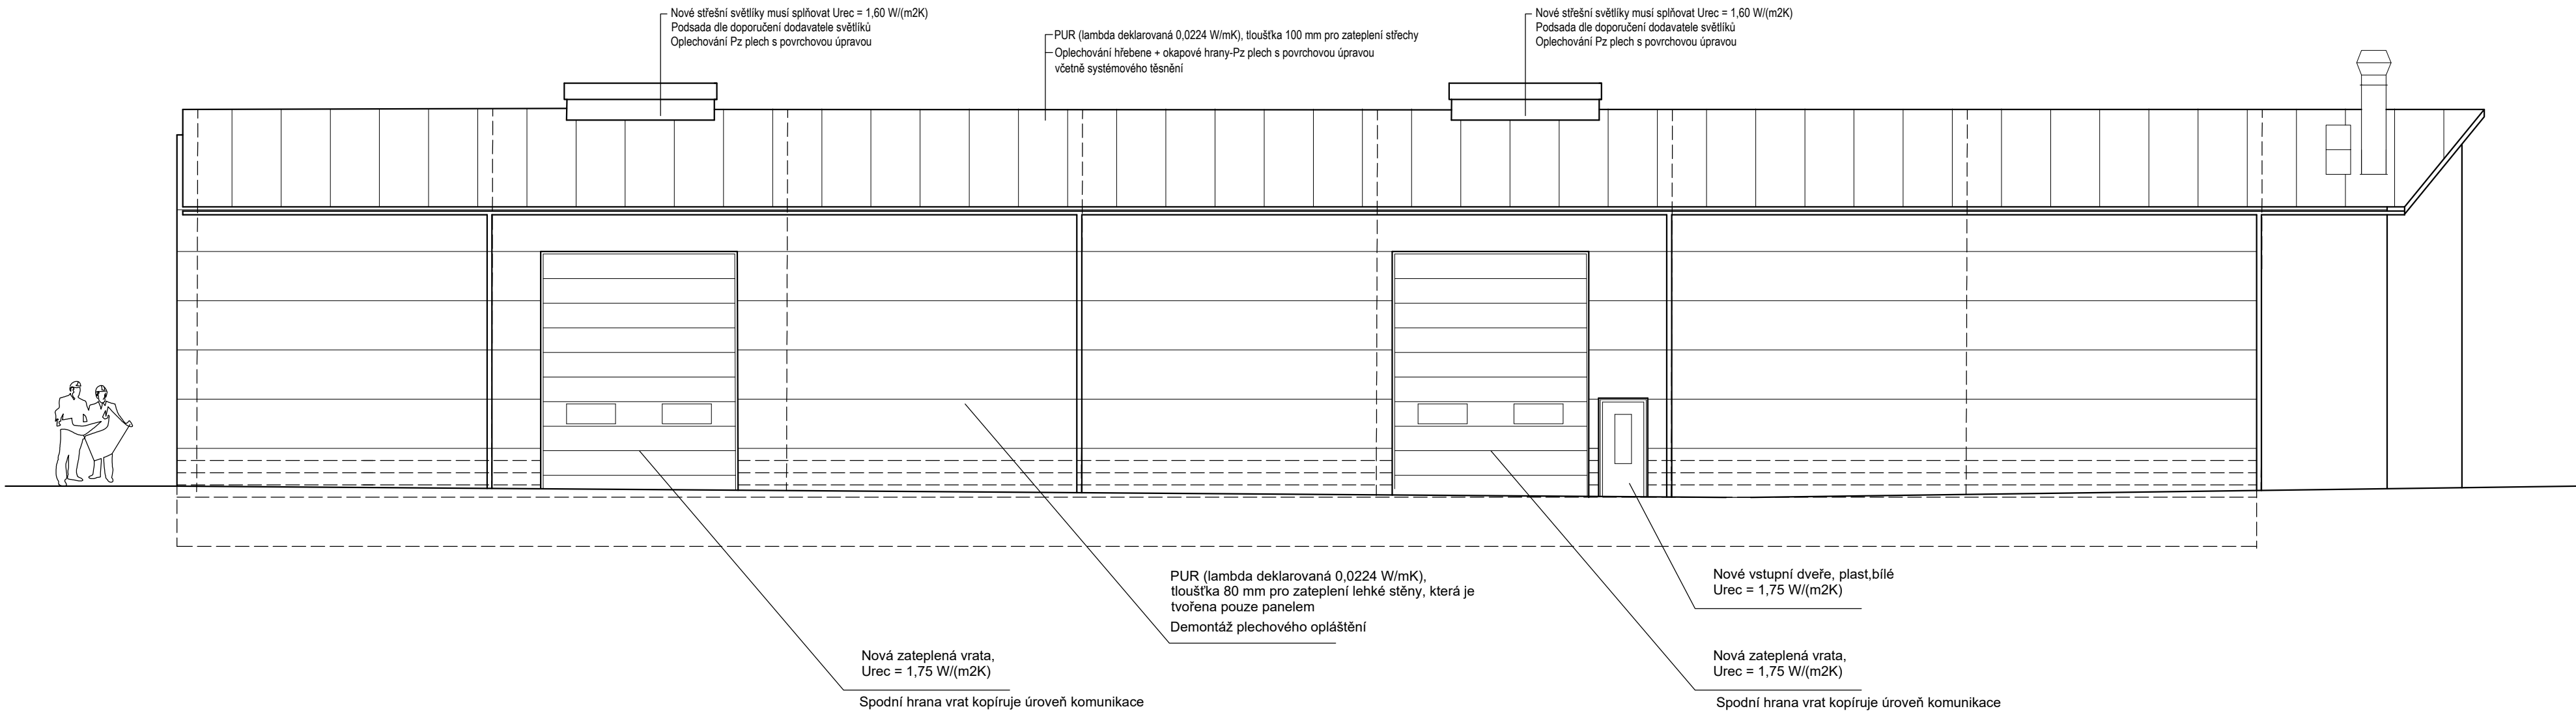 Nové střešní světlíky musí splňovat Urec = 1,60 W/(m2K)
Podsada dle doporučení dodavatele světlíků
Oplechování Pz plech s povrchovou úpravou
PUR (lambda deklarovaná 0,0224 W/mK), tloušťka 100 mm pro zateplení střechy
Oplechování hřebene + okapové hrany-Pz plech s povrchovou úpravou
včetně systémového těsnění
Nové střešní světlíky musí splňovat Urec = 1,60 W/(m2K)
Podsada dle doporučení dodavatele světlíků
Oplechování Pz plech s povrchovou úpravou
Nová zateplená vrata,
Urec = 1,75 W/(m2K)
Spodní hrana vrat kopíruje úroveň komunikace
PUR (lambda deklarovaná 0,0224 W/mK),
tloušťka 80 mm pro zateplení lehké stěny, která je
tvořena pouze panelem
Demontáž plechového opláštění
Nové vstupní dveře, plast,bílé
Urec = 1,75 W/(m2K)
Nová zateplená vrata,
Urec = 1,75 W/(m2K)
Spodní hrana vrat kopíruje úroveň komunikace